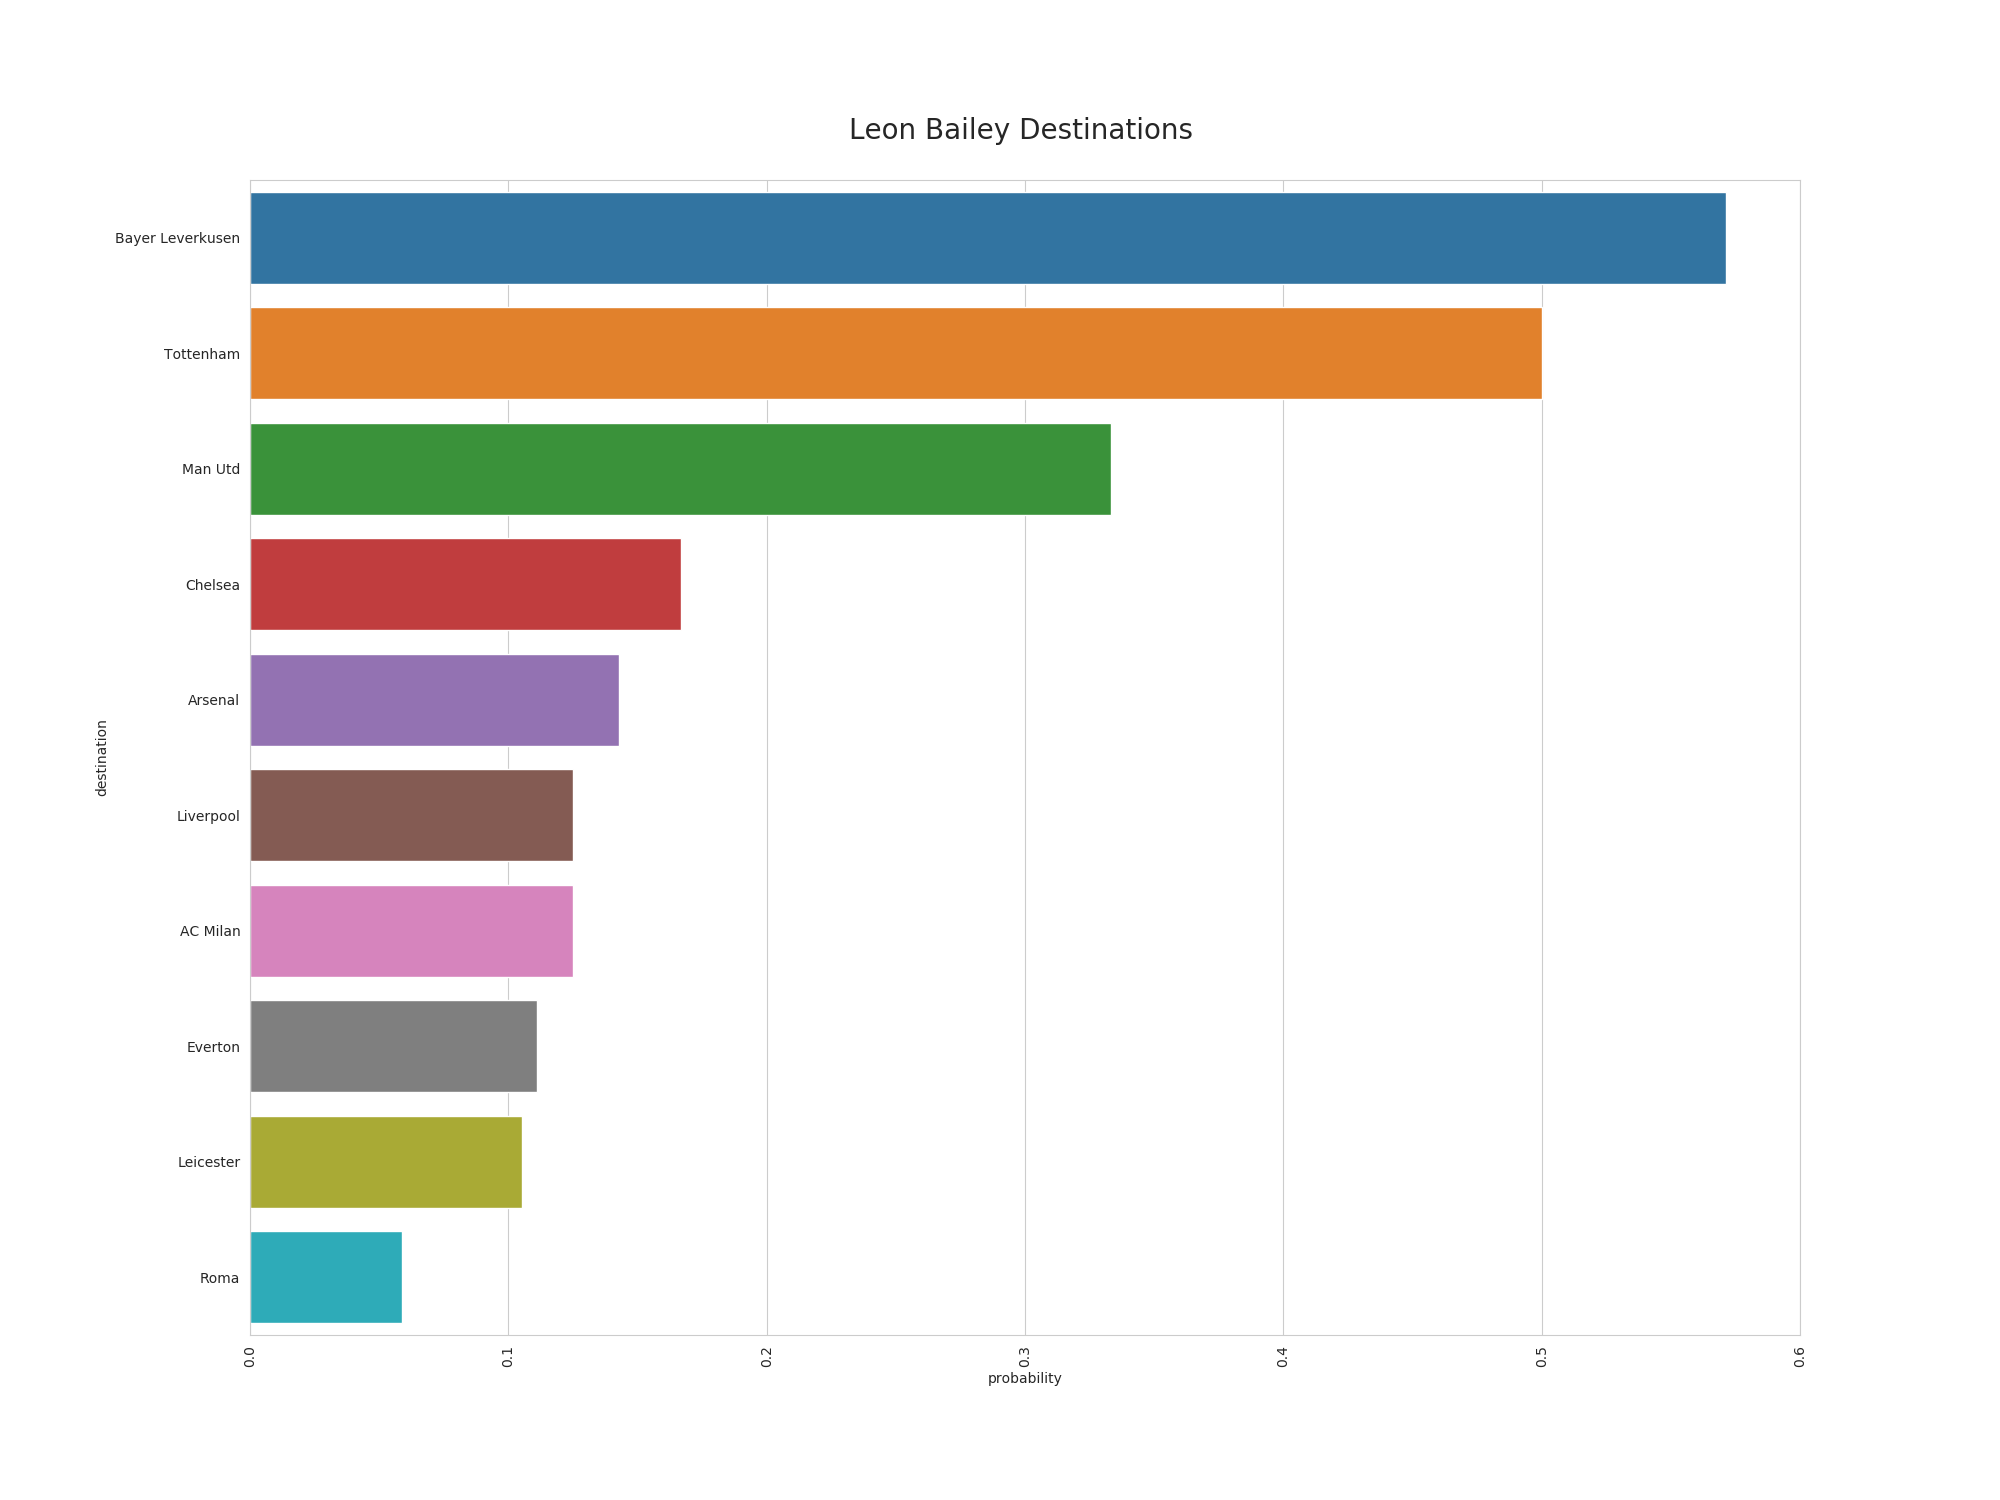 Leon Bailey Destinations
destination
Bayer Leverkusen
Tottenham
Man Utd
Chelsea
Arsenal
Liverpool
AC Milan
Everton
Leicester
Roma
0.0 0.1 0.2 0.3 0.4 0.5 0.6
probability